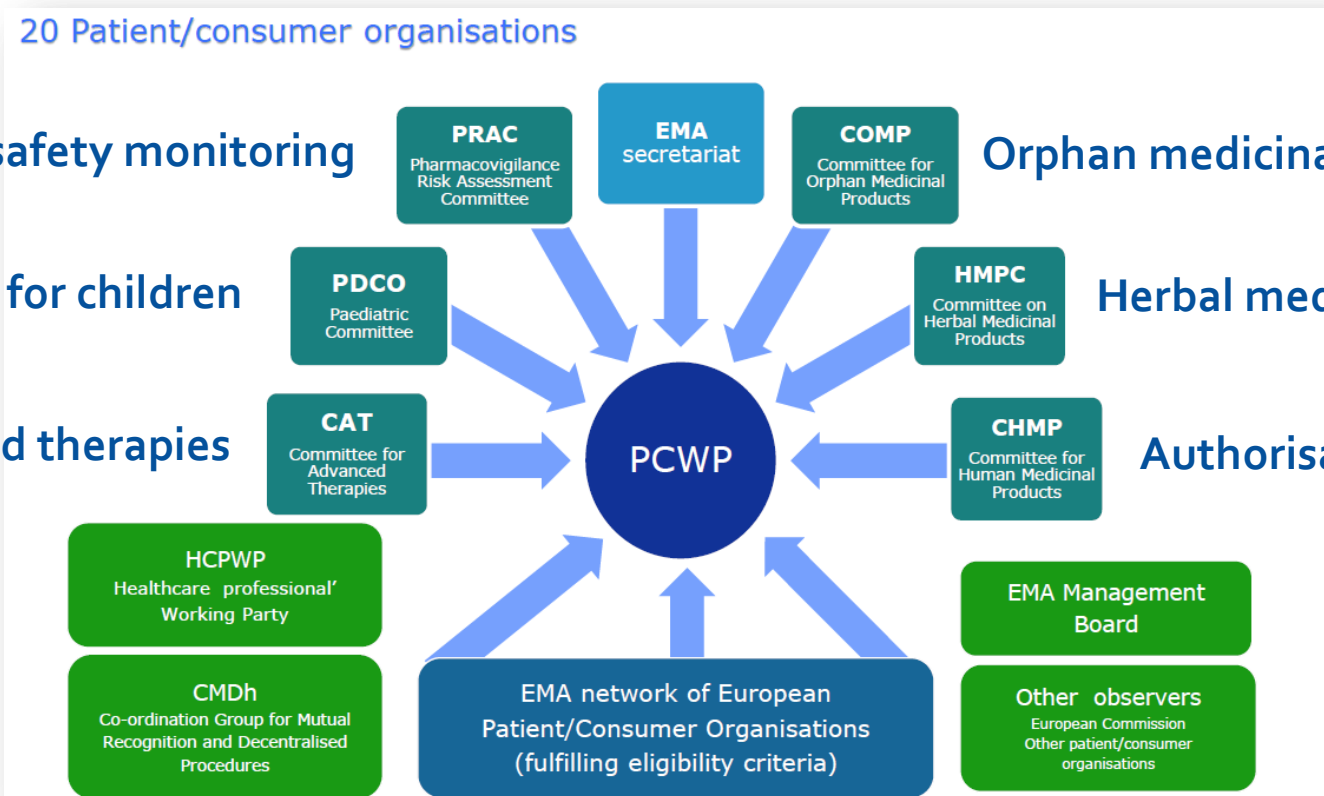 20 Patient/consumer organisations
safety monitoring
PRAC
Pharmacovigilance
Risk Assessment
Committee
EMA
secretariat
COMP
Committee for
Orphan Medicinal
Products
Orphan medicina
for children
PDCO
Paediatric
Committee
HMPC
Committee on
Herbal Medicinal
Products
Herbal med
d therapies
CAT
Committee for
Advanced
Therapies
PCWP
CHMP
Committee for
Human Medicinal
Products
Authorisa
HCPWP
Healthcare professional’
Working Party
CMDh
Co-ordination Group for Mutual
Recognition and Decentralised
Procedures
EMA network of European
Patient/Consumer Organisations
(fulfilling eligibility criteria)
EMA Management
Board
Other observers
European Commission
Other patient/consumer
organisations